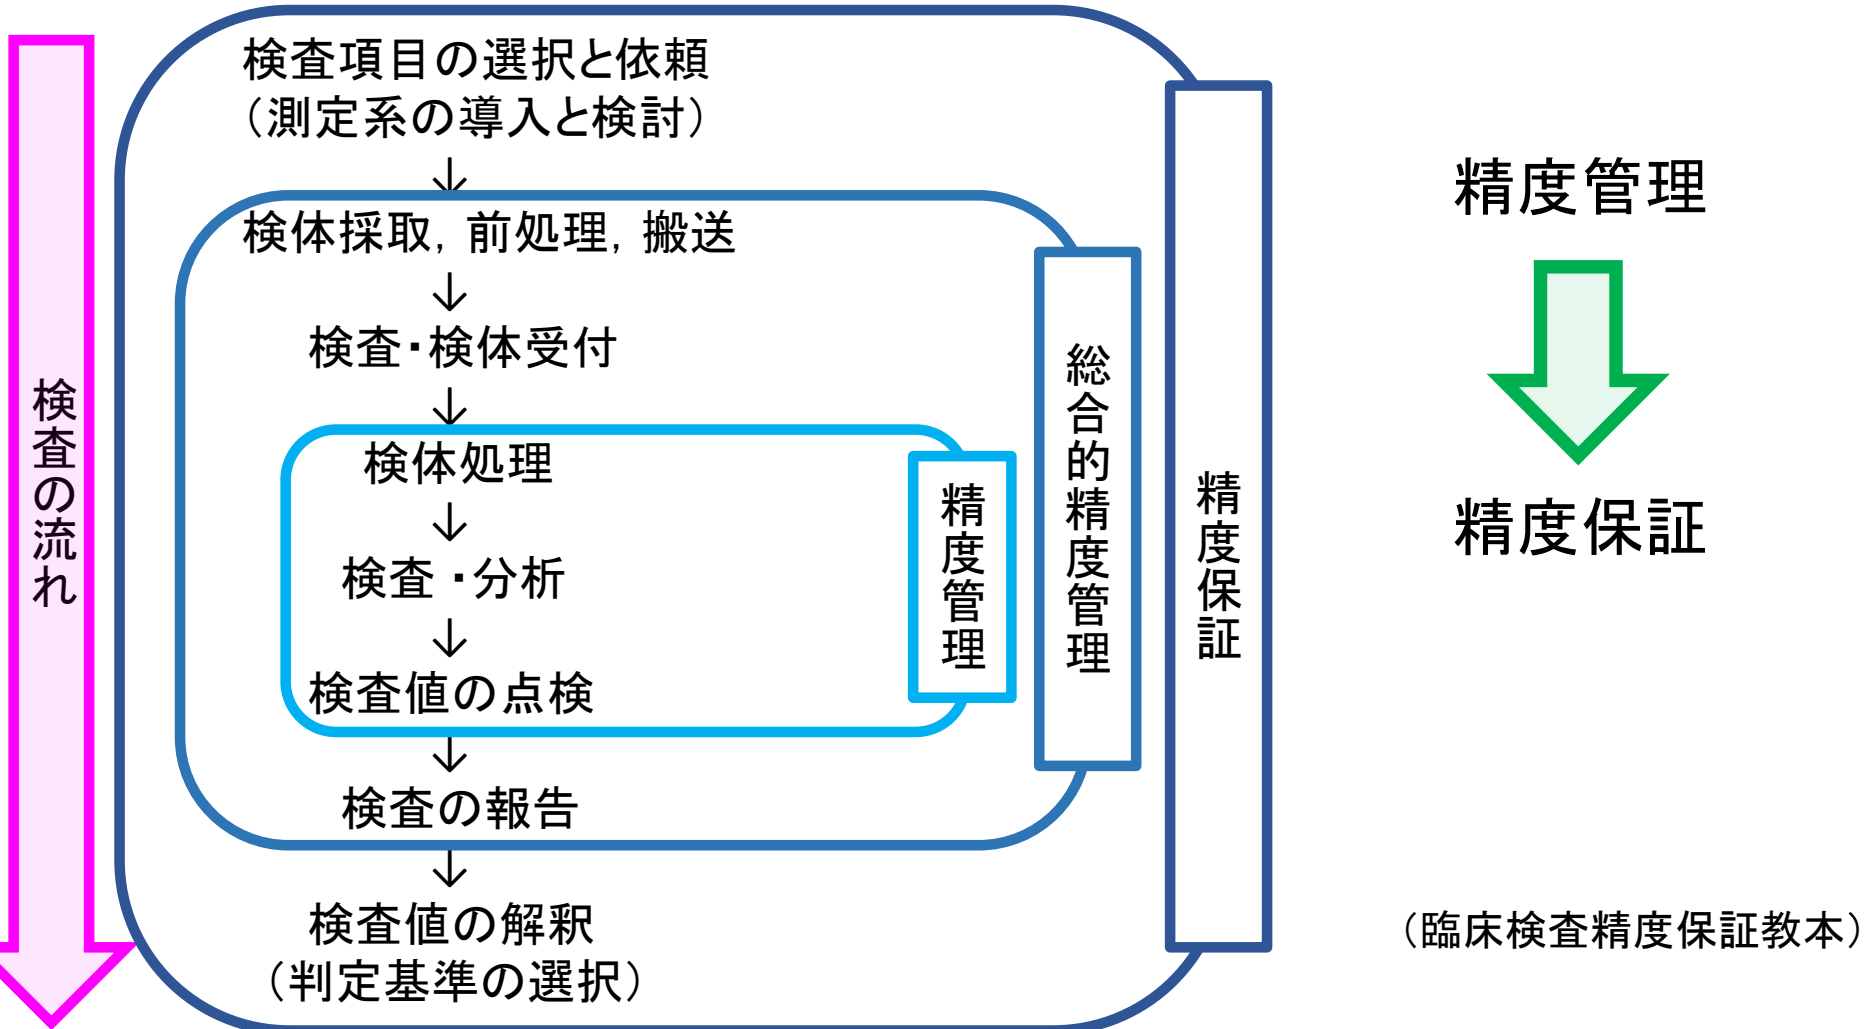 検査の流れ
検査項目の選択と依頼
（測定系の導入と検討）
↓
検体採取, 前処理, 搬送
↓
検査・検体受付
↓
検体処理
↓
検査・分析
↓
検査値の点検
↓
検査の報告
↓
検査値の解釈
（判定基準の選択）
精度管理
総合的精度管理
精度保証
精度管理
精度保証
（臨床検査精度保証教本）